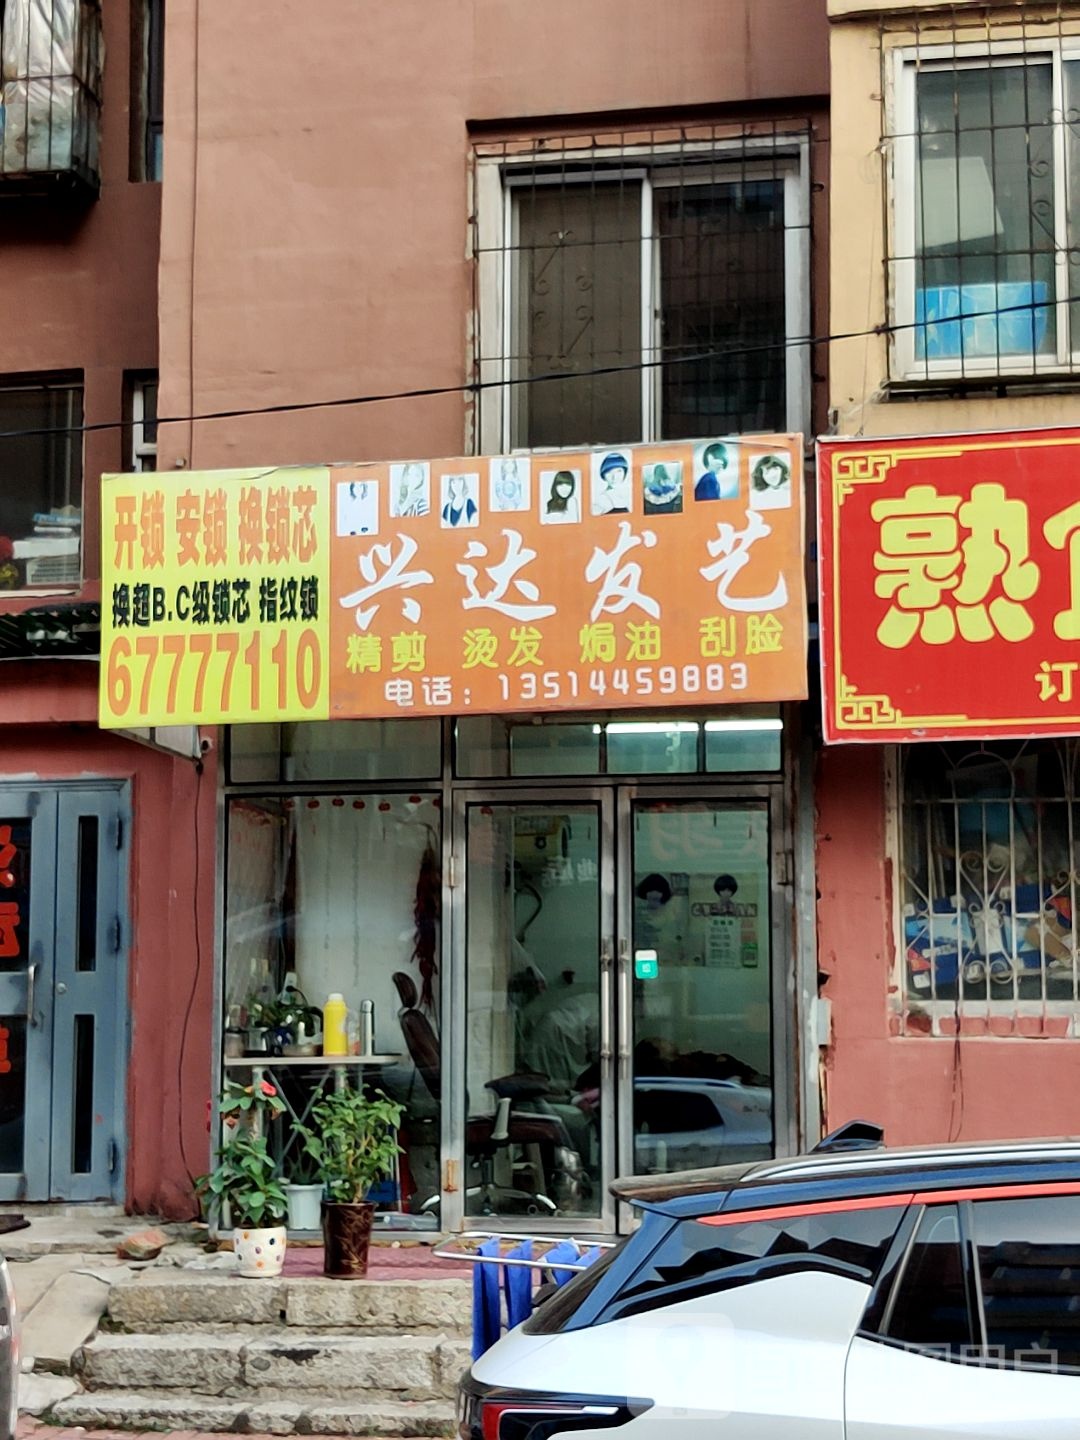 开锁 安锁 换锁芯
换超B.C级锁芯 指纹锁
67777110
兴达发艺
精剪 烫发 焗油 刮脸
电话：13514459883
熟食
订